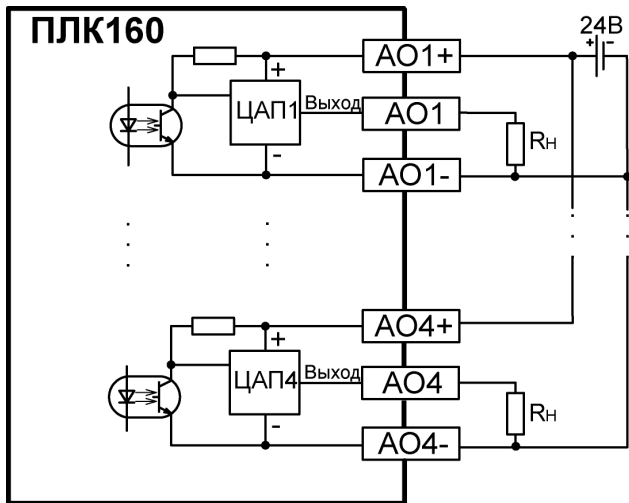 ПЛК160
24В
+ -
AO1+
+
ЦАП1
Выход
AO1
Rн
-
AO1-
AO4+
+
ЦАП4
Выход
AO4
Rн
-
AO4-